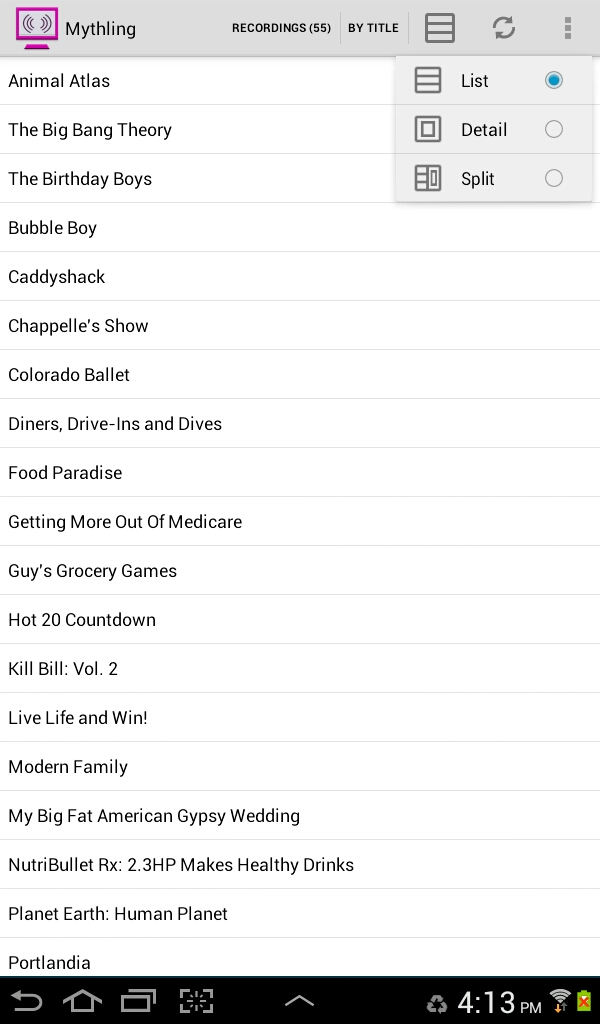 Mythling RECORDINGS (55) BY TITLE
Animal Atlas
List
The Big Bang Theory
Detail
The Birthday Boys
Split
Bubble Boy
Caddyshack
Chappelle's Show
Colorado Ballet
Diners, Drive-Ins and Dives
Food Paradise
Getting More Out Of Medicare
Guy's Grocery Games
Hot 20 Countdown
Kill Bill: Vol. 2
Live Life and Win!
Modern Family
My Big Fat American Gypsy Wedding
NutriBullet Rx: 2.3HP Makes Healthy Drinks
Planet Earth: Human Planet
Portlandia
4:13 PM